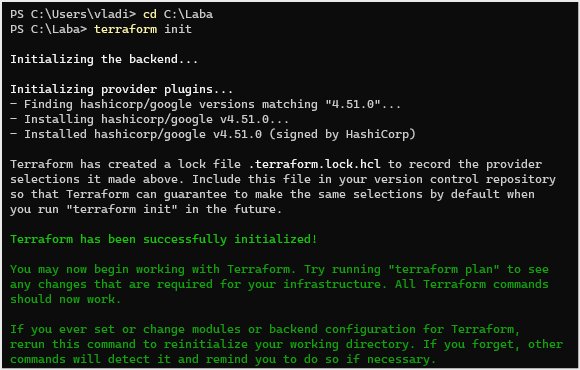 PS C:\Users\vladi> cd C:\Laba
PS C:\Laba> terraform init
Initializing the backend...
Initializing provider plugins...
- Finding hashicorp/google versions matching "4.51.0"...
- Installing hashicorp/google v4.51.0...
- Installed hashicorp/google v4.51.0 (signed by HashiCorp)
Terraform has created a lock file .terraform.lock.hcl to record the provider
selections it made above. Include this file in your version control repository
so that Terraform can guarantee to make the same selections by default when
you run "terraform init" in the future.
Terraform has been successfully initialized!
You may now begin working with Terraform. Try running "terraform plan" to see
any changes that are required for your infrastructure. All Terraform commands
should now work.
If you ever set or change modules or backend configuration for Terraform,
rerun this command to reinitialize your working directory. If you forget, other
commands will detect it and remind you to do so if necessary.